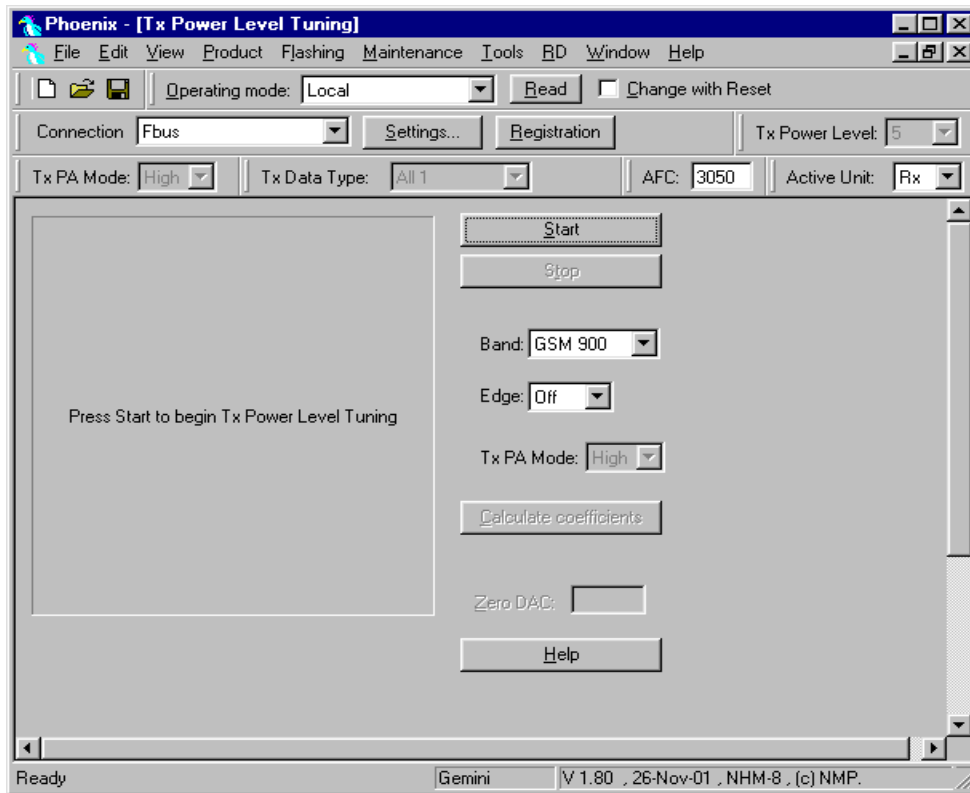 Phoenix - [Tx Power Level Tuning]
File Edit View Product Flashing Maintenance Tools RD Window Help
Operating mode: Local Read Change with Reset
Connection Fbus Settings... Registration Tx Power Level: 5
Tx PA Mode: High Tx Data Type: All 1 AFC: 3050 Active Unit: Rx
Start
Stop
Band: GSM 900
Edge: Off
Press Start to begin Tx Power Level Tuning
Tx PA Mode: High
Calculate coefficients
Zero DAC:
Help
Ready Gemini V 1.80 , 26-Nov-01 , NHM-8 , (c) NMP.